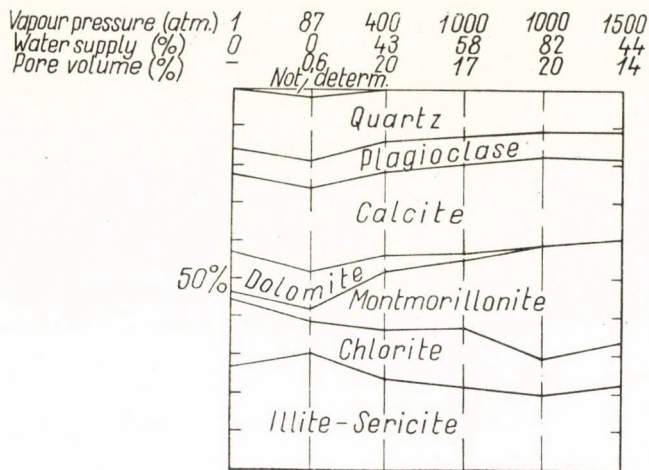 Vapour pressure (atm.) 1 87 400 1000 1000 1500
Water supply (%) 0 0 43 58 82 44
Pore volume (%) – 0,6 20 17 20 14
Not determ.
Quartz
Plagioclase
Calcite
50%
Dolomite
Montmorillonite
Chlorite
Illite-Sericite